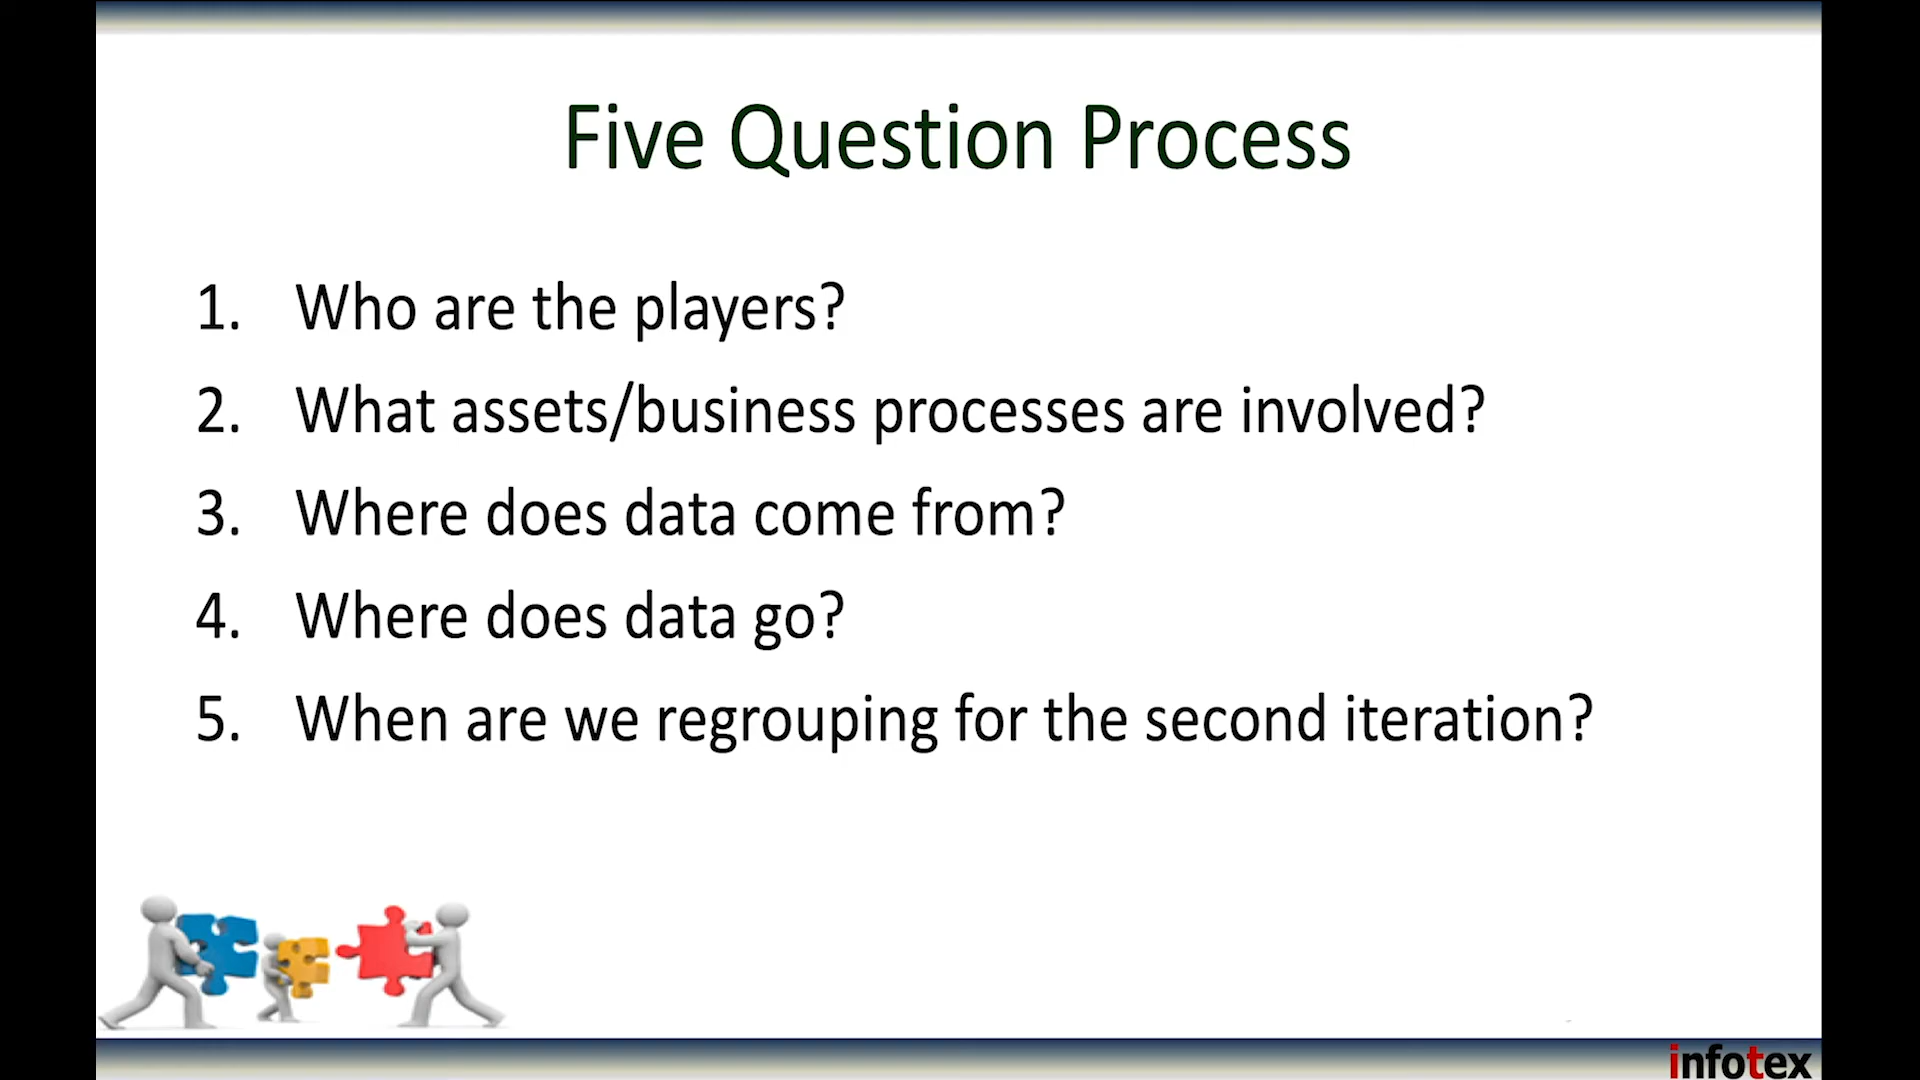 Five Question Process
1. Who are the players?
2. What assets/business processes are involved?
3. Where does data come from?
4. Where does data go?
5. When are we regrouping for the second iteration?
infotex